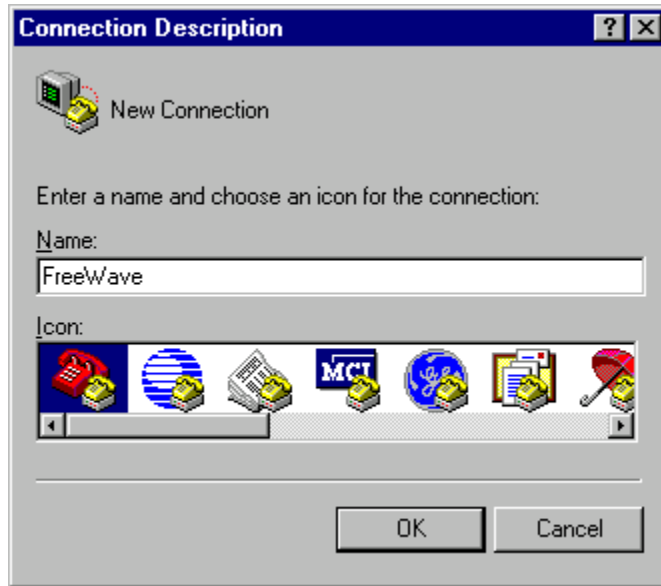 Connection Description
New Connection
Enter a name and choose an icon for the connection:
Name:
FreeWave
Icon:
MCI
OK Cancel